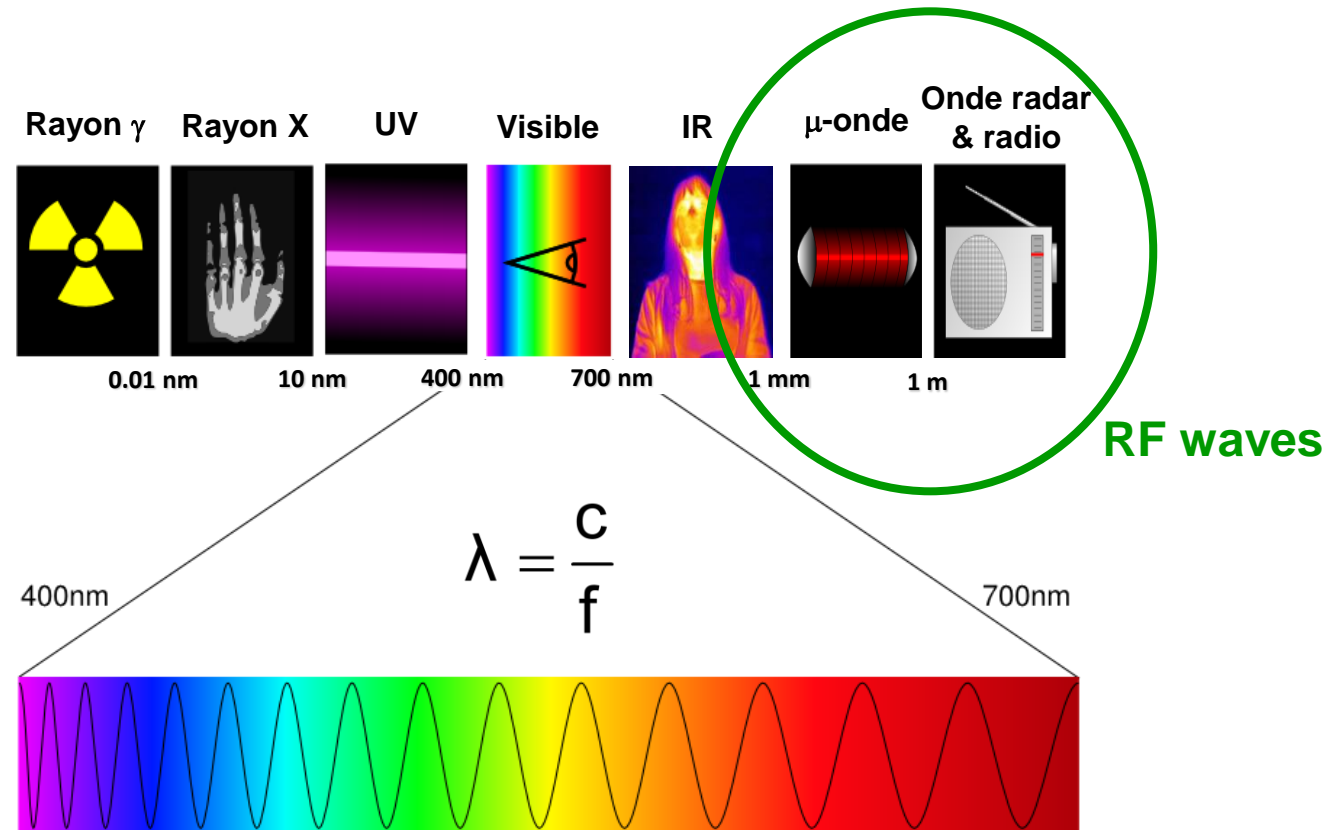 Rayon γ
Rayon X
UV
Visible
IR
μ-onde
Onde radar
& radio
0.01 nm
10 nm
400 nm
700 nm
1 mm
1 m
RF waves
λ = c/f
400nm
700nm